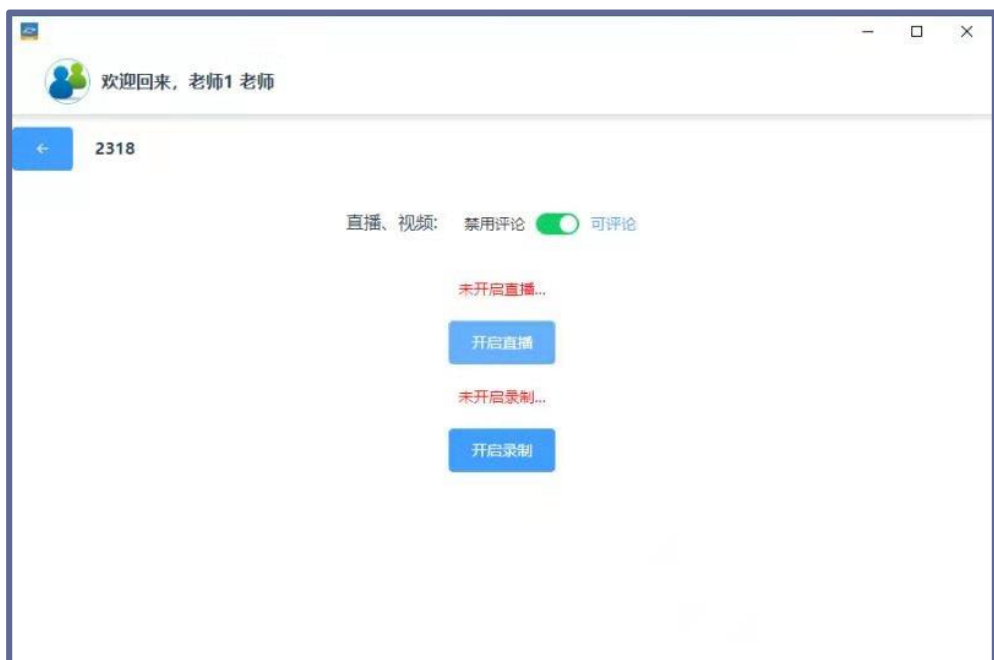 欢迎回来，老师1 老师
2318
直播、视频: 禁用评论 可评论
未开启直播...
开启直播
未开启录制...
开启录制